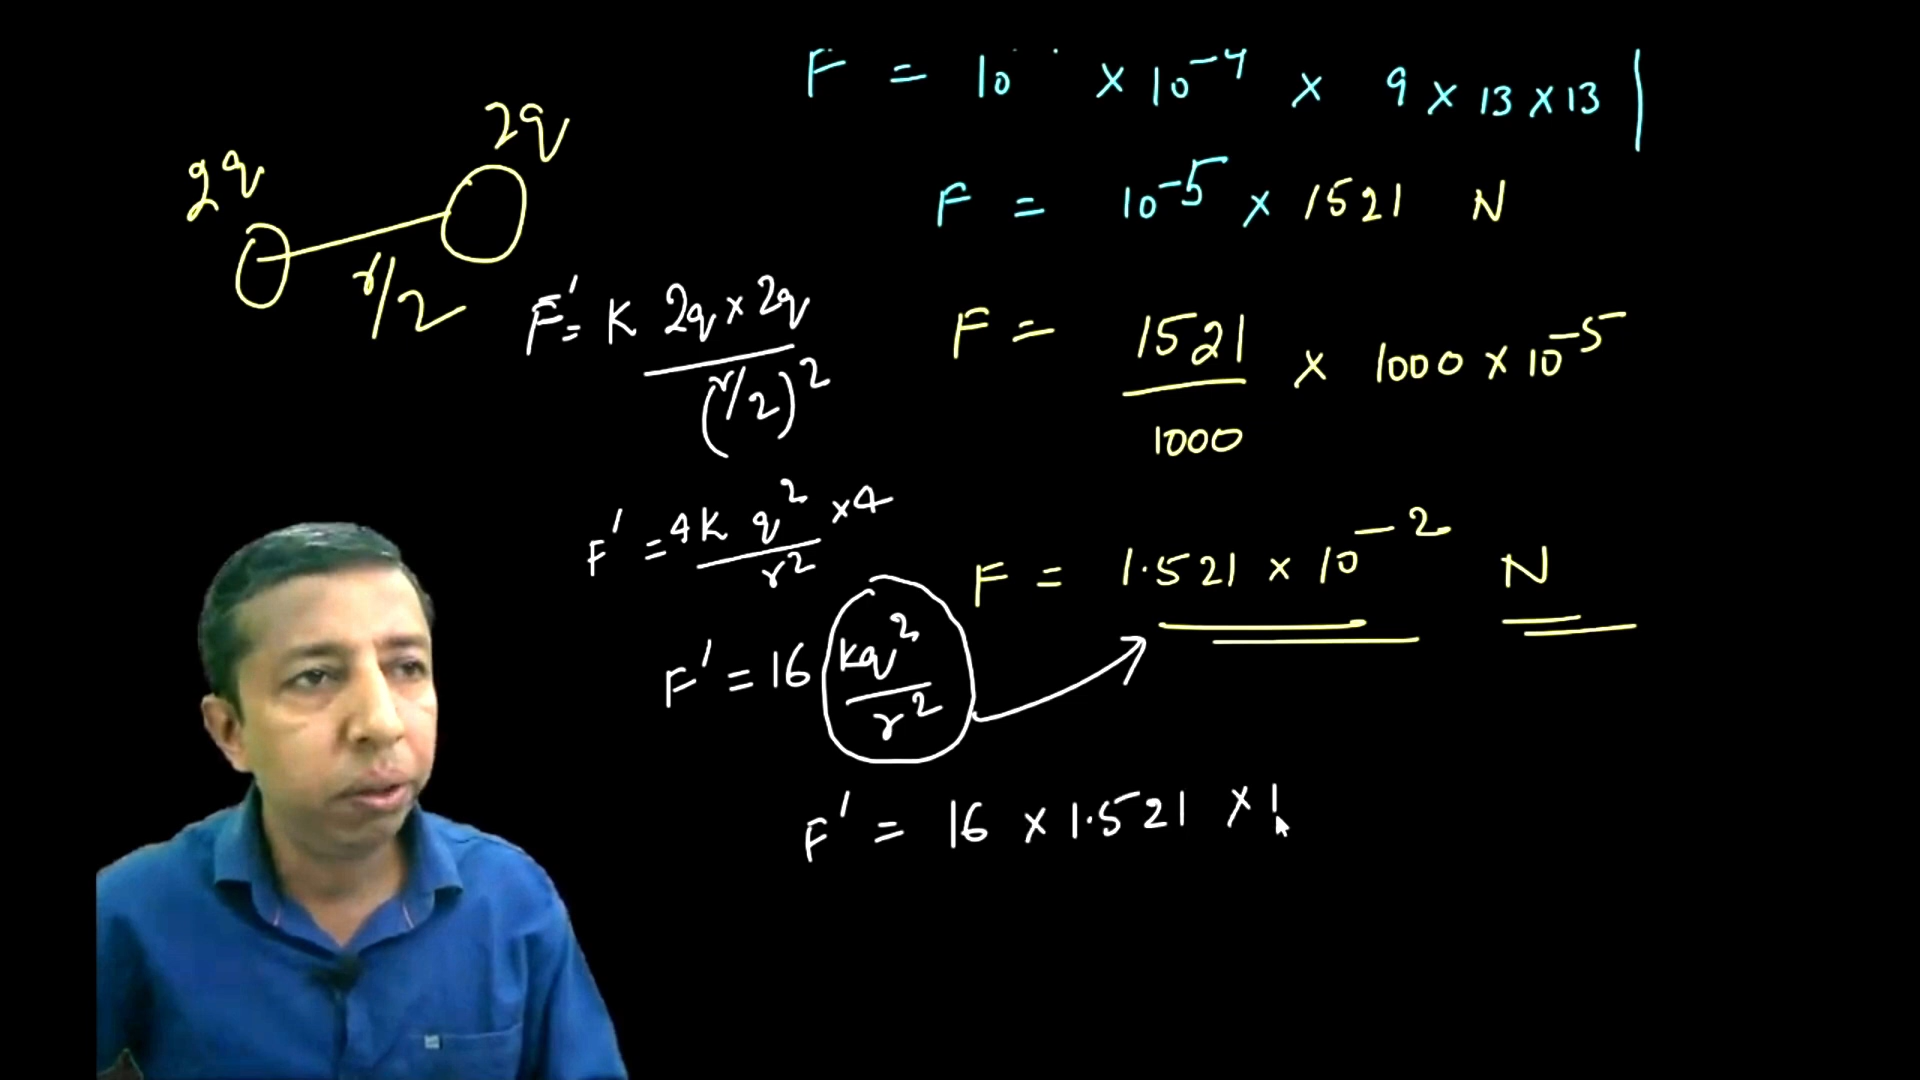 F = 10 × 10⁻⁴ × 9 × 13 × 13
2q
2q
r/2
F = 10⁻⁵ × 1521 N
F' = K 2q × 2q / (r/2)²
F = 1521 / 1000 × 1000 × 10⁻⁵
F' = 4K q² / r² × 4
F = 1.521 × 10⁻² N
F' = 16 Kq² / r²
F' = 16 × 1.521 ×